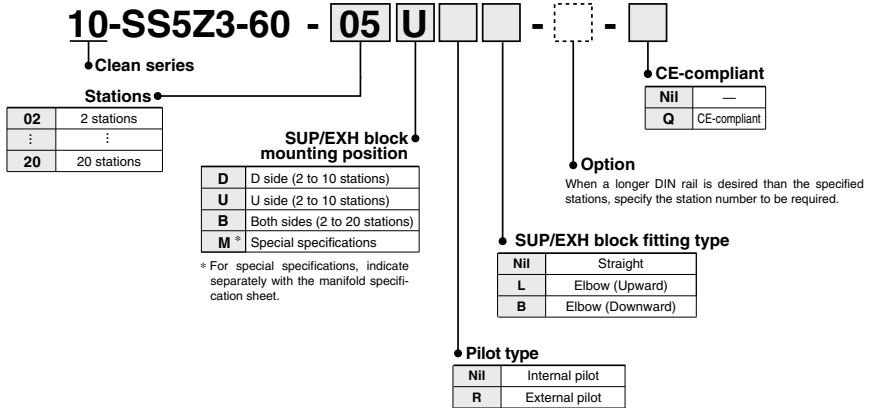 10-SS5Z3-60 - 05 U - -
Clean series
Stations
02 2 stations
⋮ ⋮
20 20 stations
SUP/EXH block
mounting position
D D side (2 to 10 stations)
U U side (2 to 10 stations)
B Both sides (2 to 20 stations)
M * Special specifications
* For special specifications, indicate
separately with the manifold specifi-
cation sheet.
CE-compliant
Nil —
Q CE-compliant
Option
When a longer DIN rail is desired than the specified
stations, specify the station number to be required.
SUP/EXH block fitting type
Nil Straight
L Elbow (Upward)
B Elbow (Downward)
Pilot type
Nil Internal pilot
R External pilot